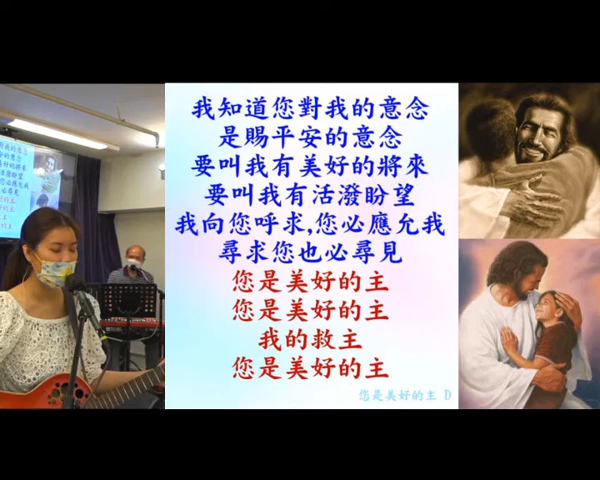 我知道您對我的意念
是賜平安的意念
要叫我有美好的將來
要叫我有活潑盼望
我向您呼求,您必應允我
尋求您也必尋見
您是美好的主
您是美好的主
我的救主
您是美好的主
您是美好的主 D